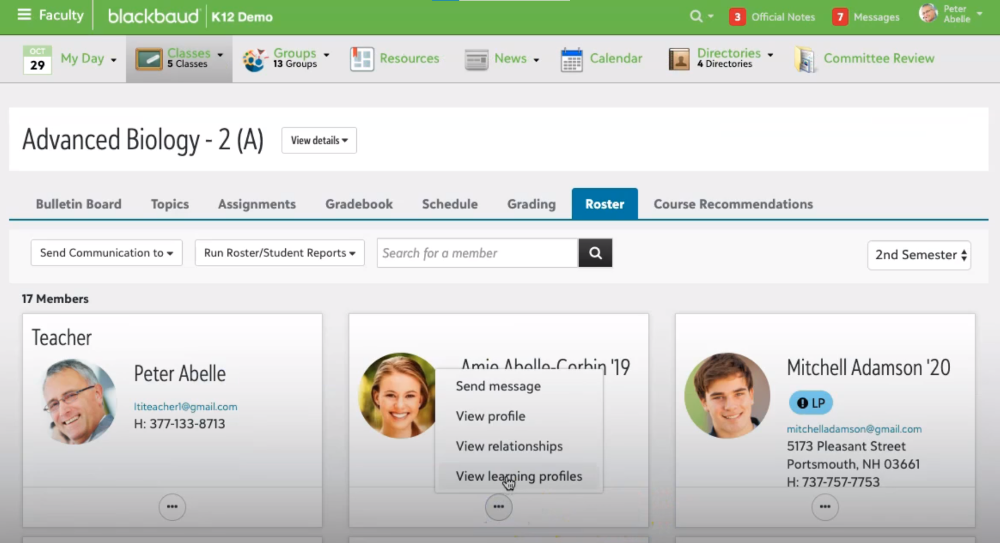 Faculty
blackbaud
K12 Demo
3 Official Notes
7 Messages
Peter
Abelle
OCT
29
My Day
Classes
5 Classes
Groups
13 Groups
Resources
News
Calendar
Directories
4 Directories
Committee Review
Advanced Biology - 2 (A)
View details
Bulletin Board
Topics
Assignments
Gradebook
Schedule
Grading
Roster
Course Recommendations
Send Communication to
Run Roster/Student Reports
Search for a member
2nd Semester
17 Members
Teacher
Peter Abelle
ltiteacher1@gmail.com
H: 377-133-8713
Amie Abelle-Corbin '19
Send message
View profile
View relationships
View learning profiles
Mitchell Adamson '20
LP
mitchelladamson@gmail.com
5173 Pleasant Street
Portsmouth, NH 03661
H: 737-757-7753